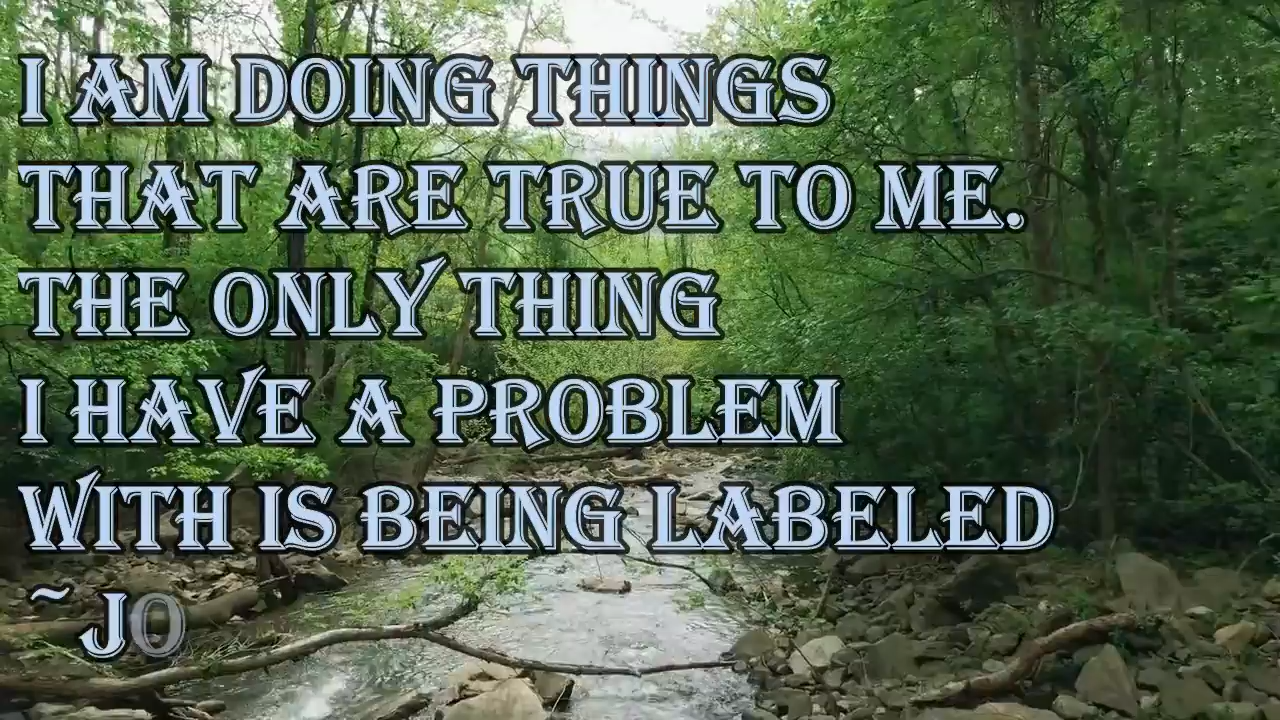 I AM DOING THINGS
THAT ARE TRUE TO ME.
THE ONLY THING
I HAVE A PROBLEM
WITH IS BEING LABELED
~ JO